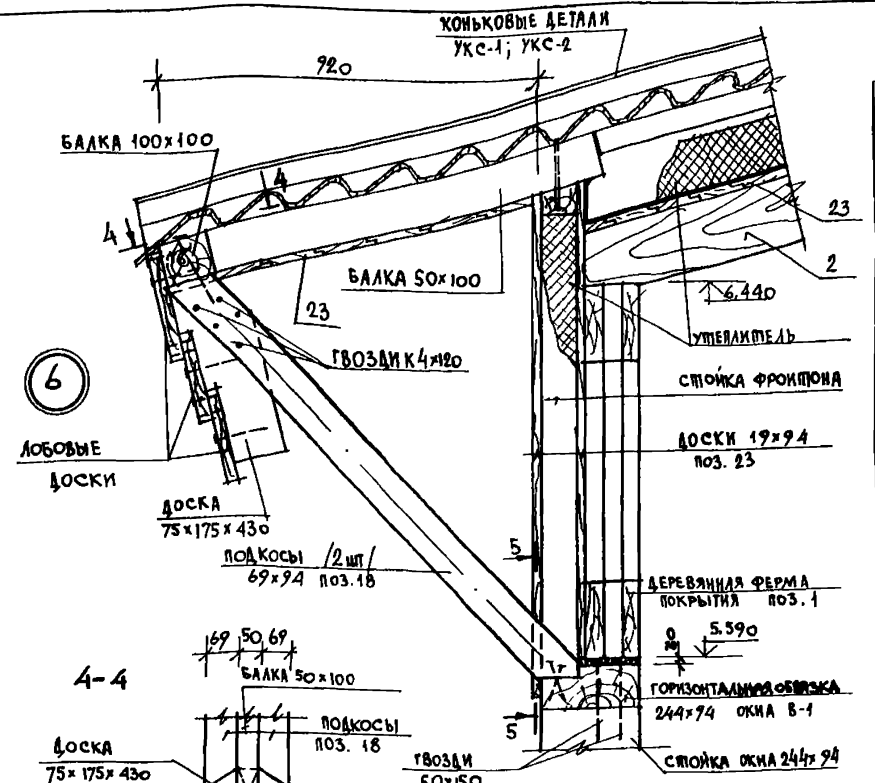 КОНЬКОВЫЕ ДЕТАЛИ
УКС-1; УКС-2
920
БАЛКА 100×100
4
4
23
2
БАЛКА 50×100
23
6.440
УТЕПЛИТЕЛЬ
ГВОЗДИ К4×120
6
СТОЙКА ФРОНТОНА
ЛОБОВЫЕ
ДОСКИ
ДОСКИ 19×94
ПОЗ. 23
ДОСКА
75×175×430
ПОДКОСЫ /2 ШТ/
69×94 ПОЗ.18
5
ДЕРЕВЯННАЯ ФЕРМА
ПОКРЫТИЯ ПОЗ.1
5.590
69 50 69
4-4
БАЛКА 50×100
ГОРИЗОНТАЛЬНАЯ ОБВЯЗКА
244×94 ОКНА В-1
5
ПОДКОСЫ
ПОЗ. 18
ДОСКА
75×175×430
ГВОЗДИ
СТОЙКА ОКНА 244×94